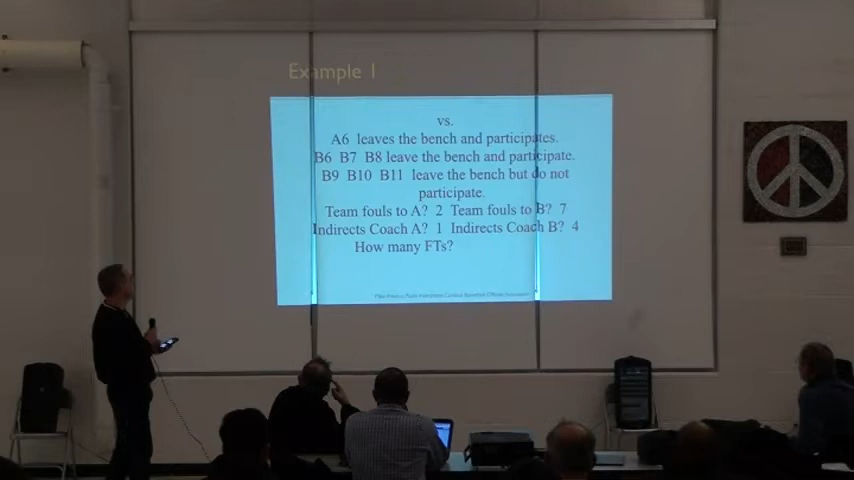 Example 1
vs.
A6 leaves the bench and participates.
B6 B7 B8 leave the bench and participate.
B9 B10 B11 leave the bench but do not
participate.
Team fouls to A? 2 Team fouls to B? 7
Indirects Coach A? 1 Indirects Coach B? 4
How many FTs?